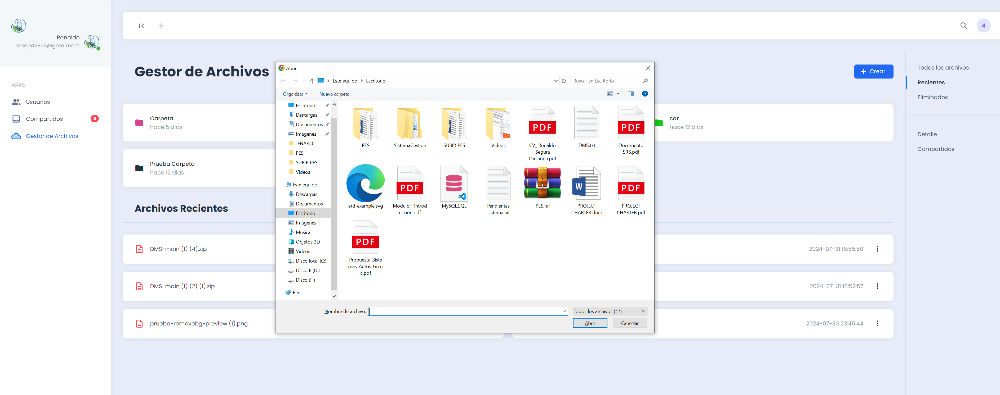 Ronaldo
rosepa2803@gmail.com
APPS
Usuarios
Compartidos
0
Gestor de Archivos
4
Gestor de Archivos
Crear
Carpeta
hace 5 dias
car
hace 12 dias
Prueba Carpeta
hace 12 dias
Archivos Recientes
DMS-main (1) (4).zip
2024-07-31 16:55:50
DMS-main (1) (2) (1).zip
2024-07-31 16:52:57
prueba-removebg-preview (1).png
2024-07-30 23:46:44
Todos los archivos
Recientes
Eliminados
Detalle
Compartidos
Abrir
Este equipo
Escritorio
Buscar en Escritorio
Organizar
Nueva carpeta
?
Escritorio
Descargas
Documentos
Imágenes
JENARO
PES
SUBIR PES
Videos
Este equipo
Descargas
Documentos
Escritorio
Imágenes
Música
Objetos 3D
Videos
Disco local (C:)
Disco E (D:)
Disco (F:)
Red
PES
SistemaGestion
SUBIR PES
Videos
PDF
CV_ Ronaldo
Segura
Paniagua.pdf
DMS.txt
PDF
Documento
SRS.pdf
erd-example.svg
PDF
Modulo1_Introd
ucción.pdf
MySQL.SQL
Pendientes
sistema.txt
PES.rar
W
PROJECT
CHARTER.docx
PDF
PROJECT
CHARTER.pdf
PDF
Propuesta_Siste
mas_Autos_Greci
a.pdf
Nombre de archivo:
Todos los archivos (*.*)
Abrir
Cancelar